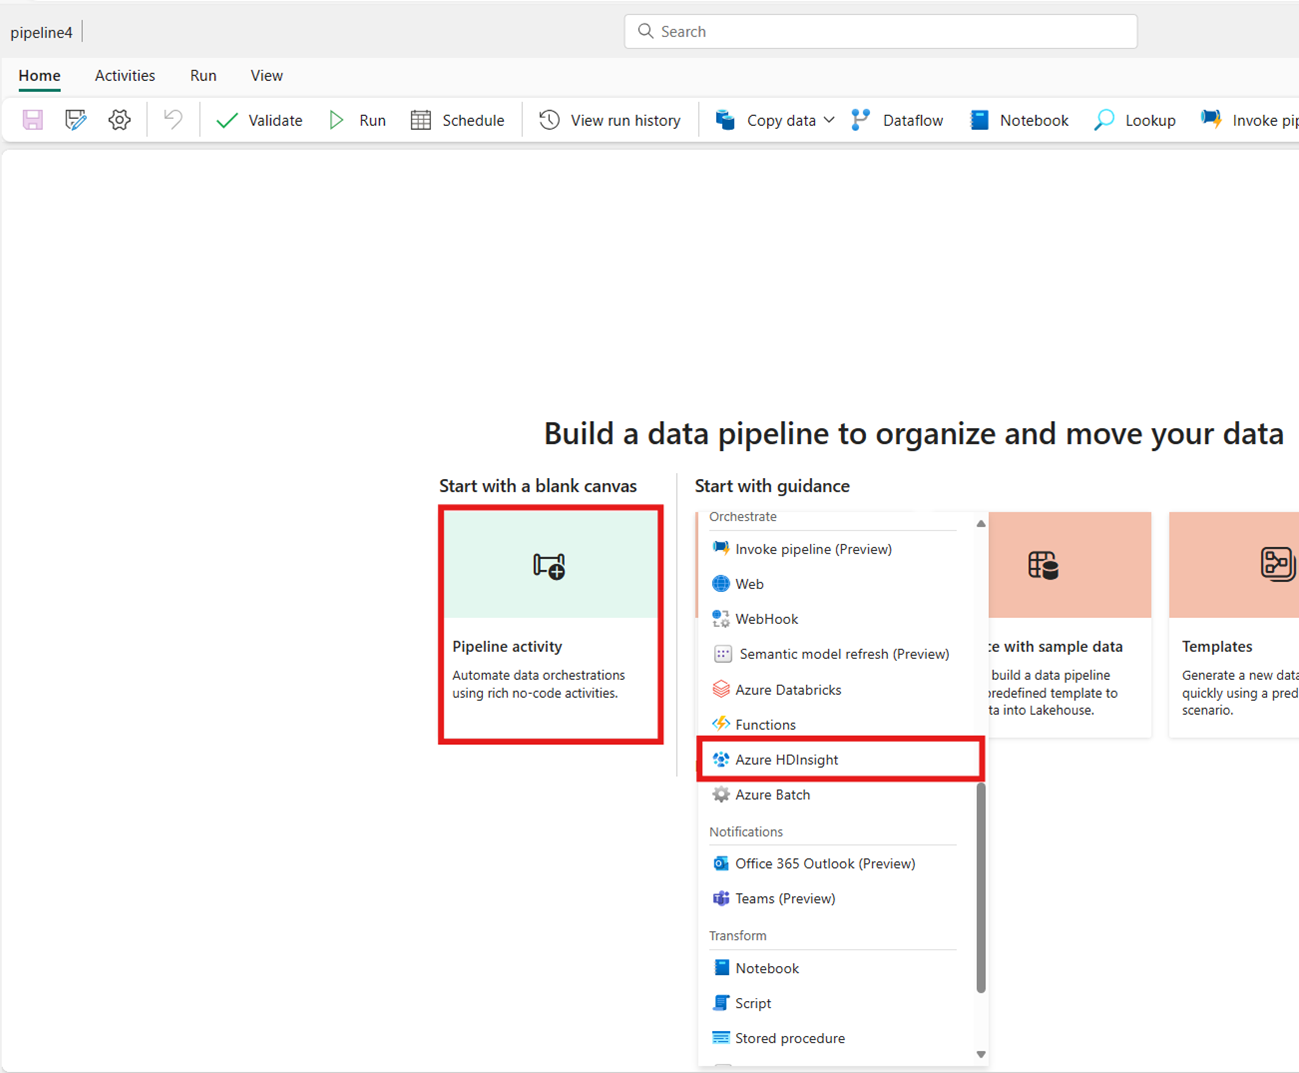 pipeline4
Search
Home Activities Run View
Validate Run Schedule View run history Copy data Dataflow Notebook Lookup Invoke pip
Build a data pipeline to organize and move your data
Start with a blank canvas
Pipeline activity
Automate data orchestrations
using rich no-code activities.
Start with guidance
Orchestrate
Invoke pipeline (Preview)
Web
WebHook
Semantic model refresh (Preview)
Azure Databricks
Functions
Azure HDInsight
Azure Batch
Notifications
Office 365 Outlook (Preview)
Teams (Preview)
Transform
Notebook
Script
Stored procedure
ce with sample data
build a data pipeline
predefined template to
ta into Lakehouse.
Templates
Generate a new data
quickly using a pred
scenario.